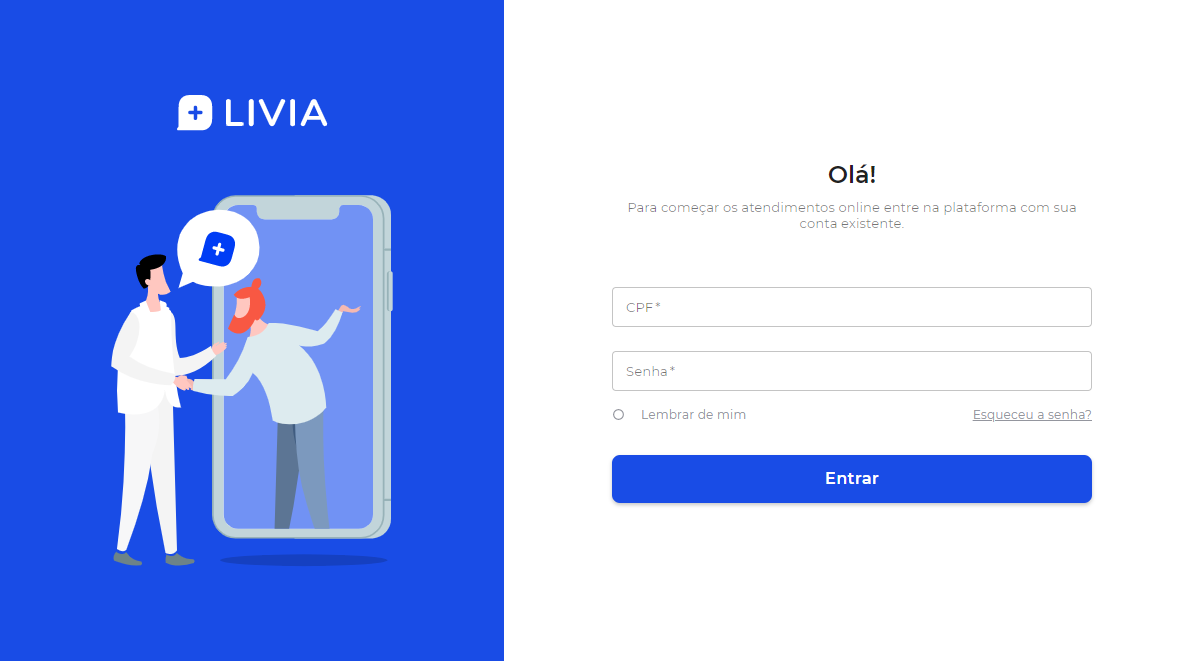 LIVIA
Olá!
Para começar os atendimentos online entre na plataforma com sua
conta existente.
CPF*
Senha*
Lembrar de mim
Esqueceu a senha?
Entrar